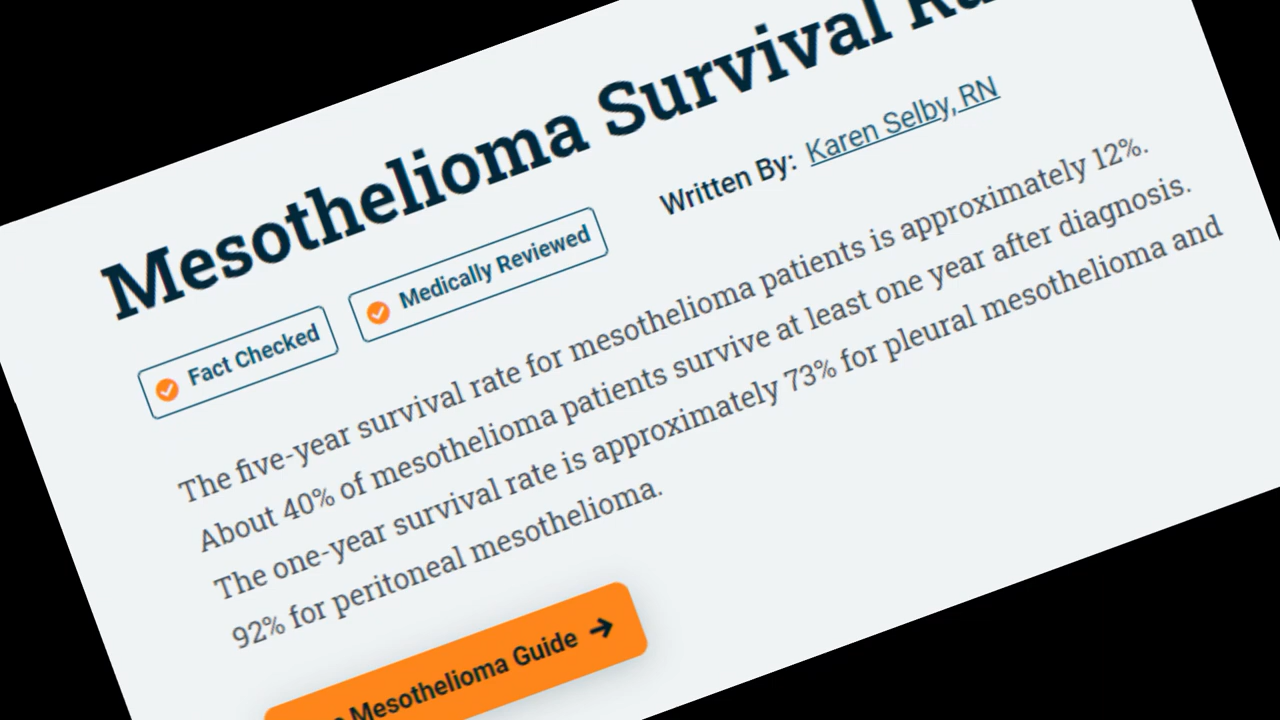 Mesothelioma Survival
Written By: Karen Selby, RN
Fact Checked
Medically Reviewed
The five-year survival rate for mesothelioma patients is approximately 12%.
About 40% of mesothelioma patients survive at least one year after diagnosis.
The one-year survival rate is approximately 73% for pleural mesothelioma and
92% for peritoneal mesothelioma.
Mesothelioma Guide